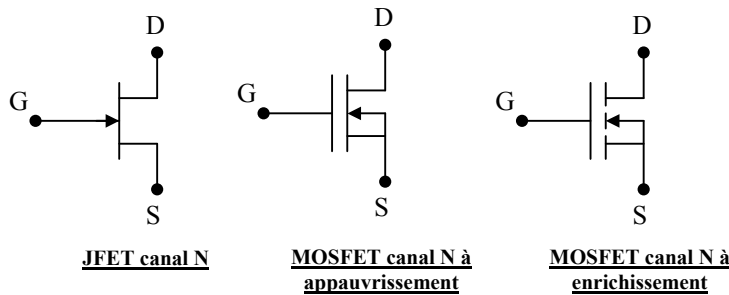 D
G
S
JFET canal N
D
G
S
MOSFET canal N à
appauvrissement
D
G
S
MOSFET canal N à
enrichissement